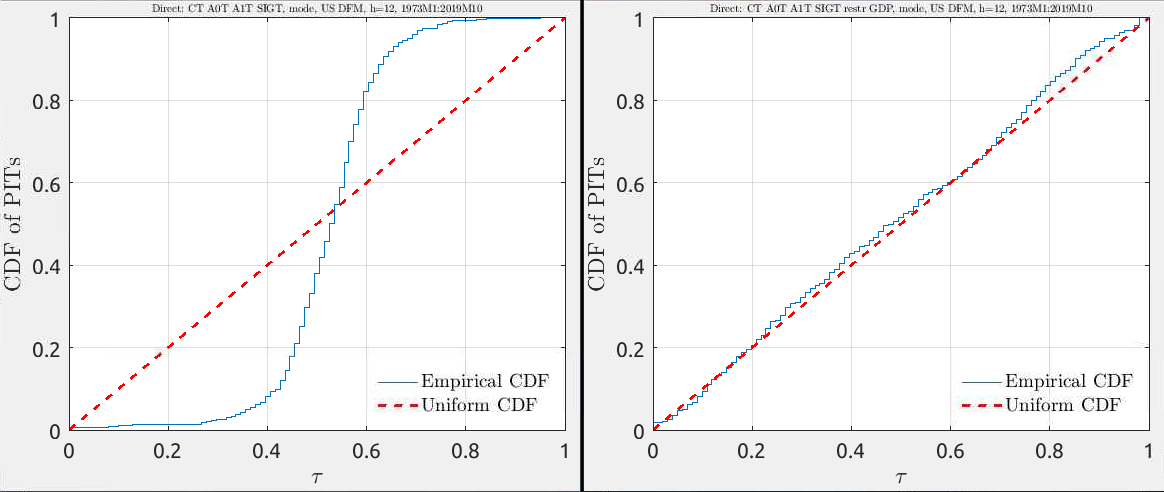 Direct: CT A0T A1T SIGT, mode, US DFM, h=12, 1973M1:2019M10
1
0.8
0.6
0.4
0.2
0
CDF of PITs
Empirical CDF
Uniform CDF
0 0.2 0.4 0.6 0.8 1
τ
Direct: CT A0T A1T SIGT restr GDP, mode, US DFM, h=12, 1973M1:2019M10
1
0.8
0.6
0.4
0.2
0
CDF of PITs
Empirical CDF
Uniform CDF
0 0.2 0.4 0.6 0.8 1
τ